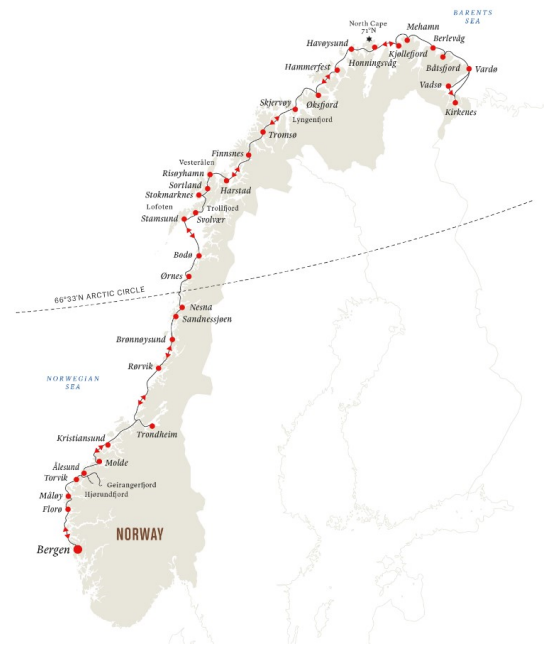 BARENTS
SEA
North Cape
71°N
Mehamn
Berlevåg
Havøysund
Kjøllefjord
Honningsvåg
Båtsfjord
Vardø
Hammerfest
Vadsø
Kirkenes
Skjervøy
Øksfjord
Lyngenfjord
Tromsø
Finnsnes
Vesterålen
Risøyhamn
Sortland
Harstad
Stokmarknes
Lofoten
Trollfjord
Stamsund
Svolvær
Bodø
Ørnes
66°33'N ARCTIC CIRCLE
Nesna
Sandnessjøen
Brønnøysund
Rørvik
NORWEGIAN
SEA
Trondheim
Kristiansund
Molde
Ålesund
Torvik
Geirangerfjord
Hjørundfjord
Måløy
Florø
NORWAY
Bergen